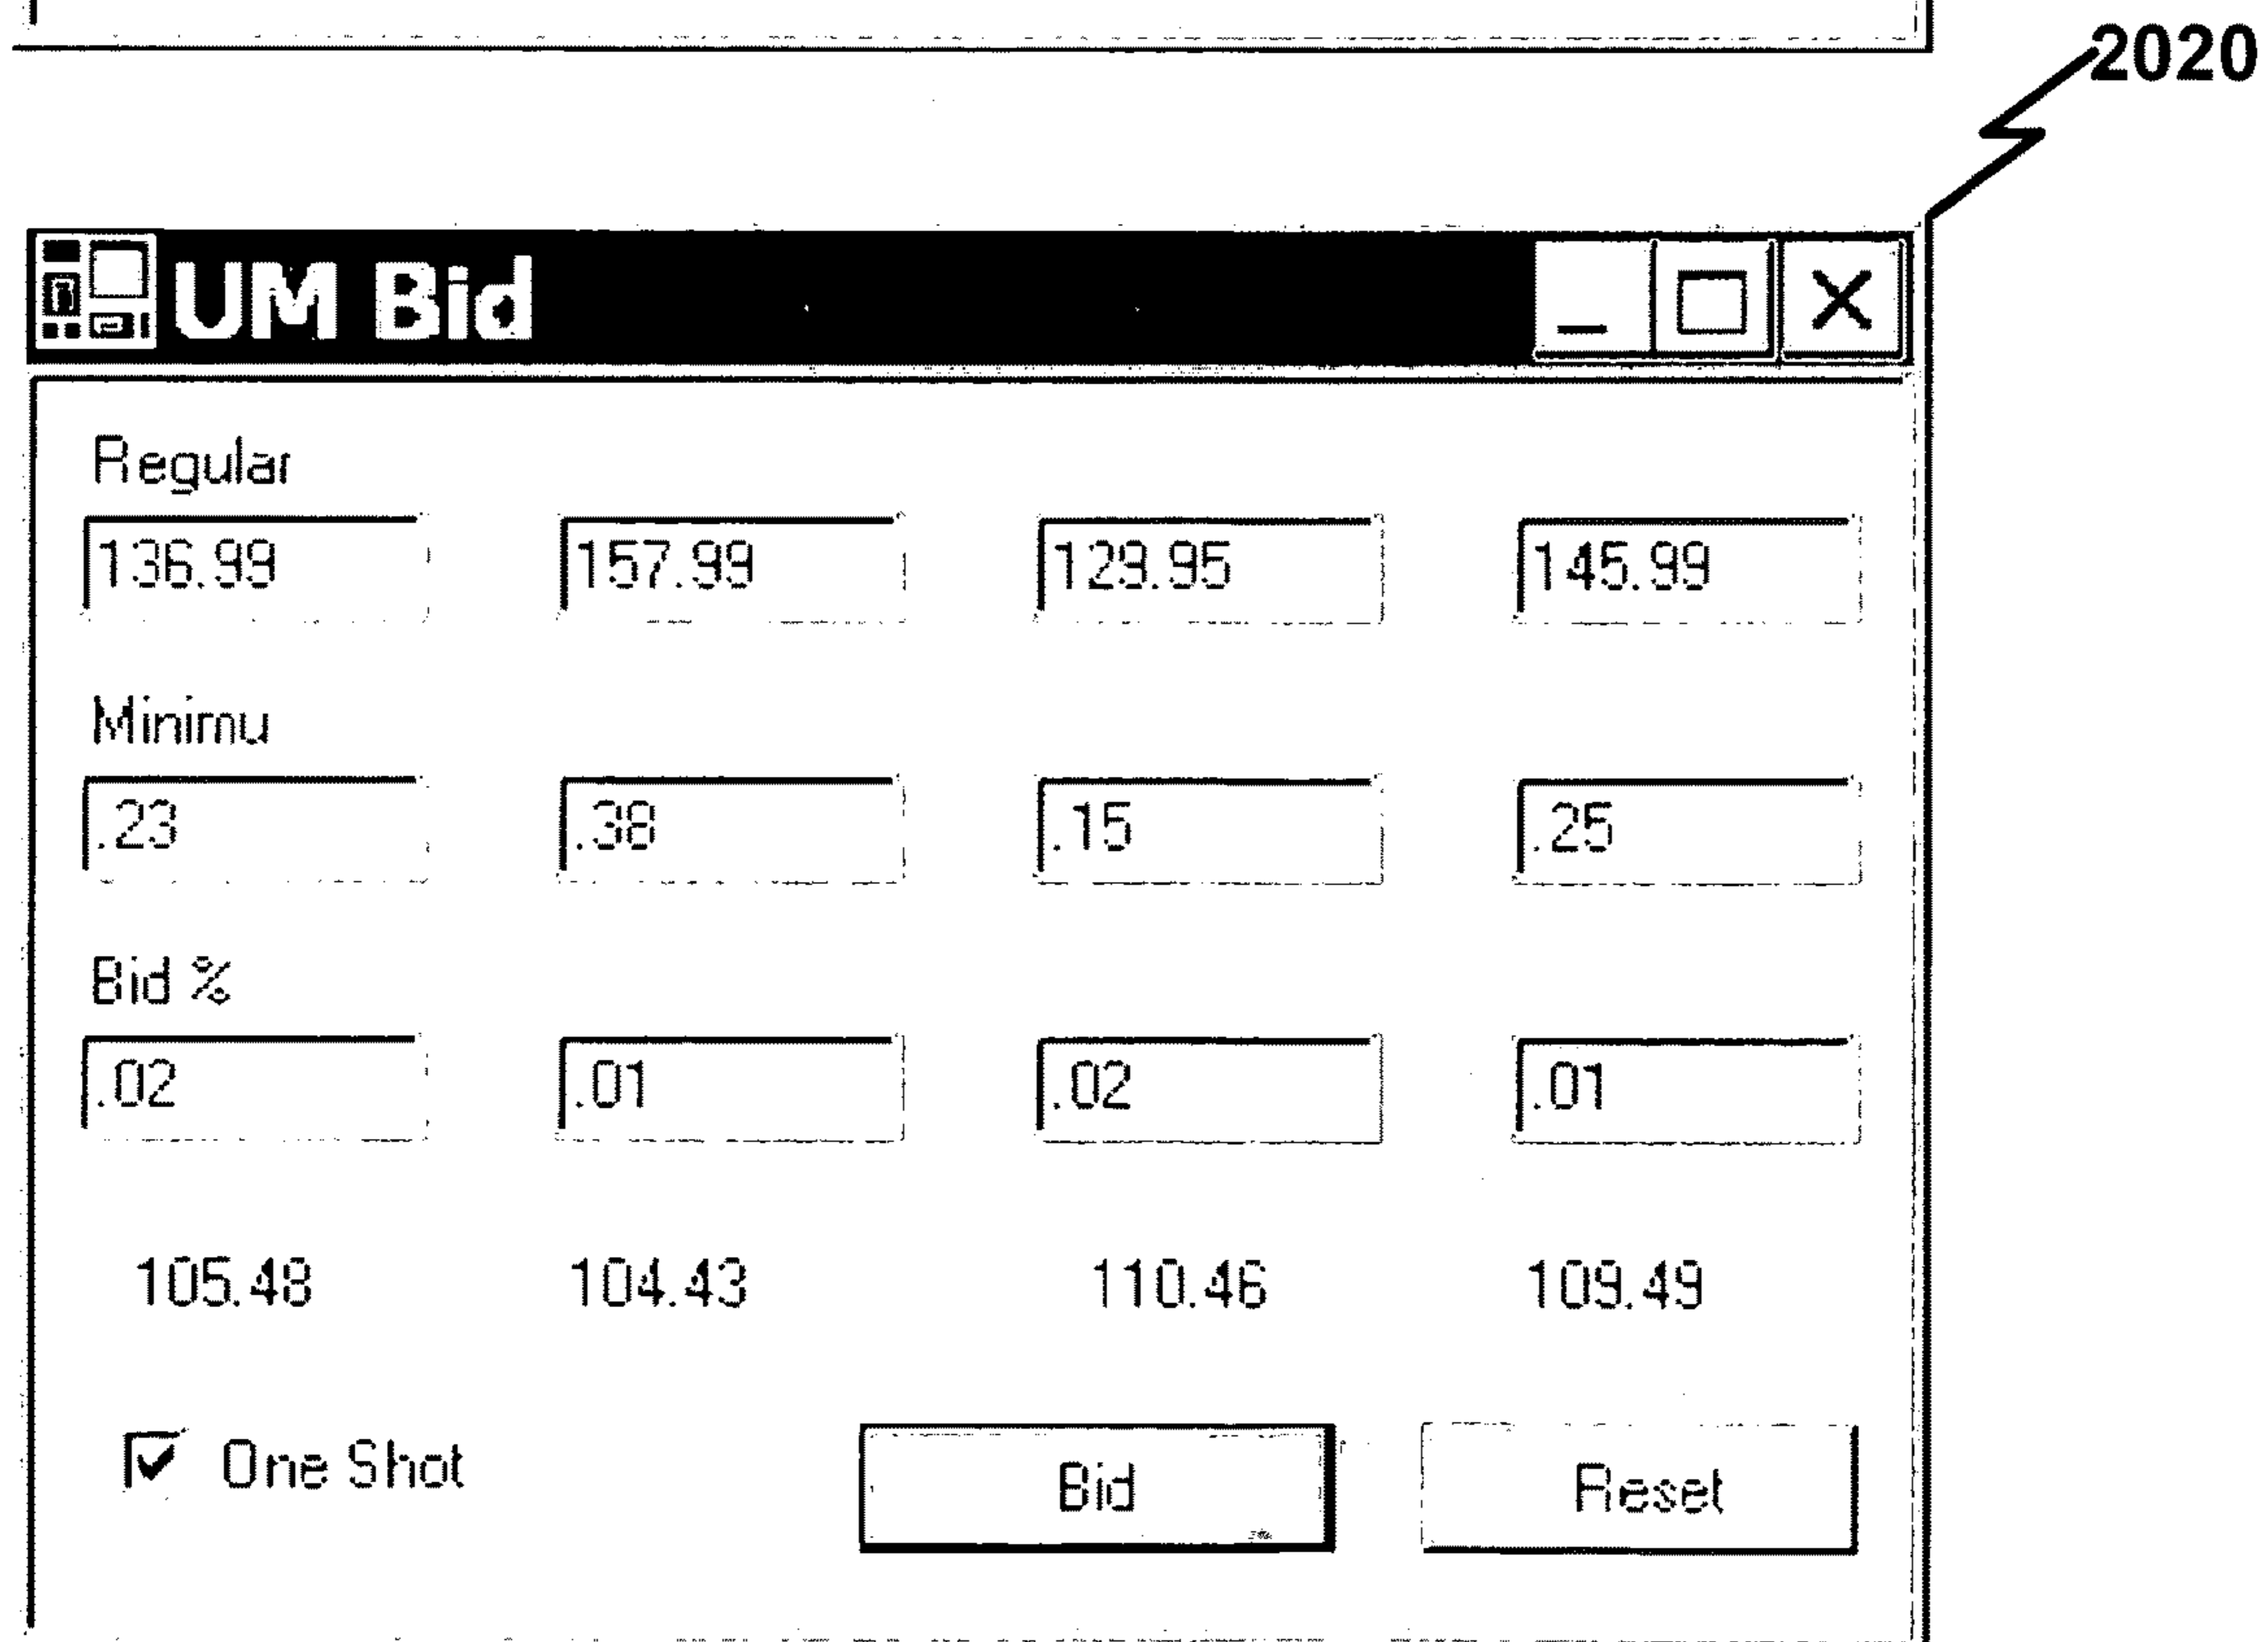 2020
UM Bid
Regular
136.99 157.99 129.95 145.99
Minimu
.23 .38 .15 .25
Bid %
.02 .01 .02 .01
105.48 104.43 110.46 109.49
One Shot Bid Reset